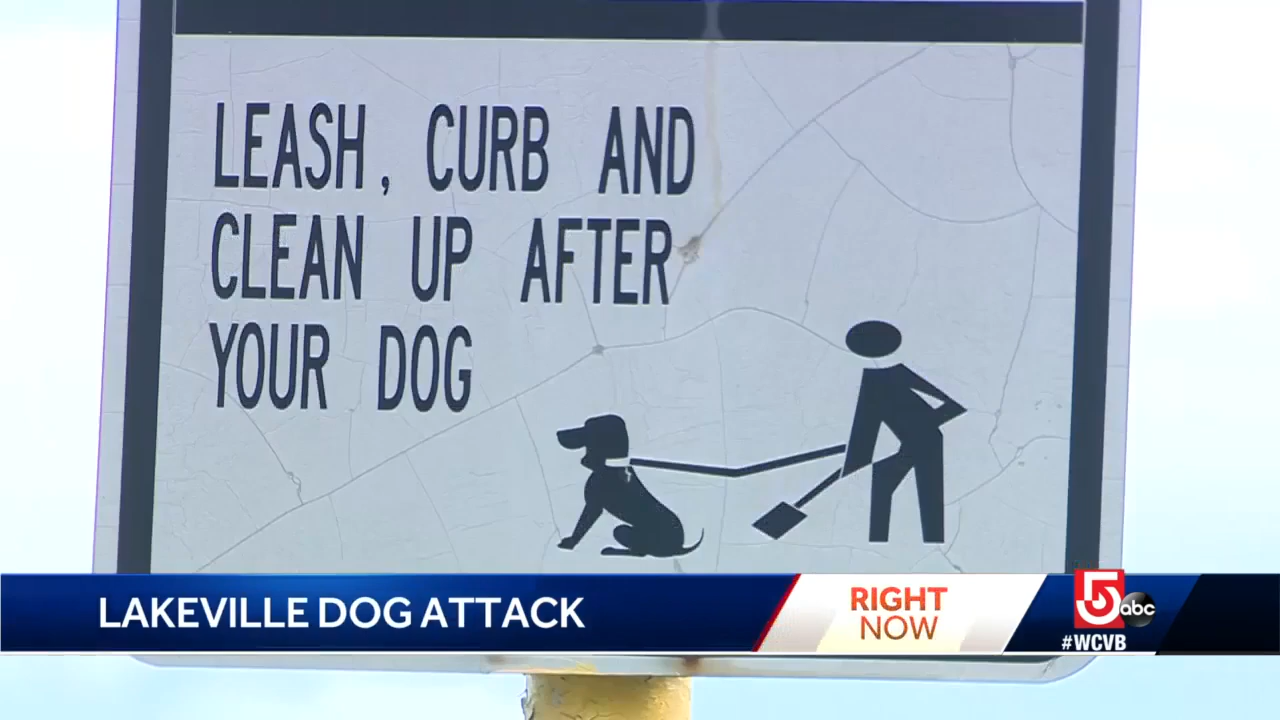 LEASH, CURB AND
CLEAN UP AFTER
YOUR DOG
LAKEVILLE DOG ATTACK
RIGHT
NOW
5
abc
#WCVB